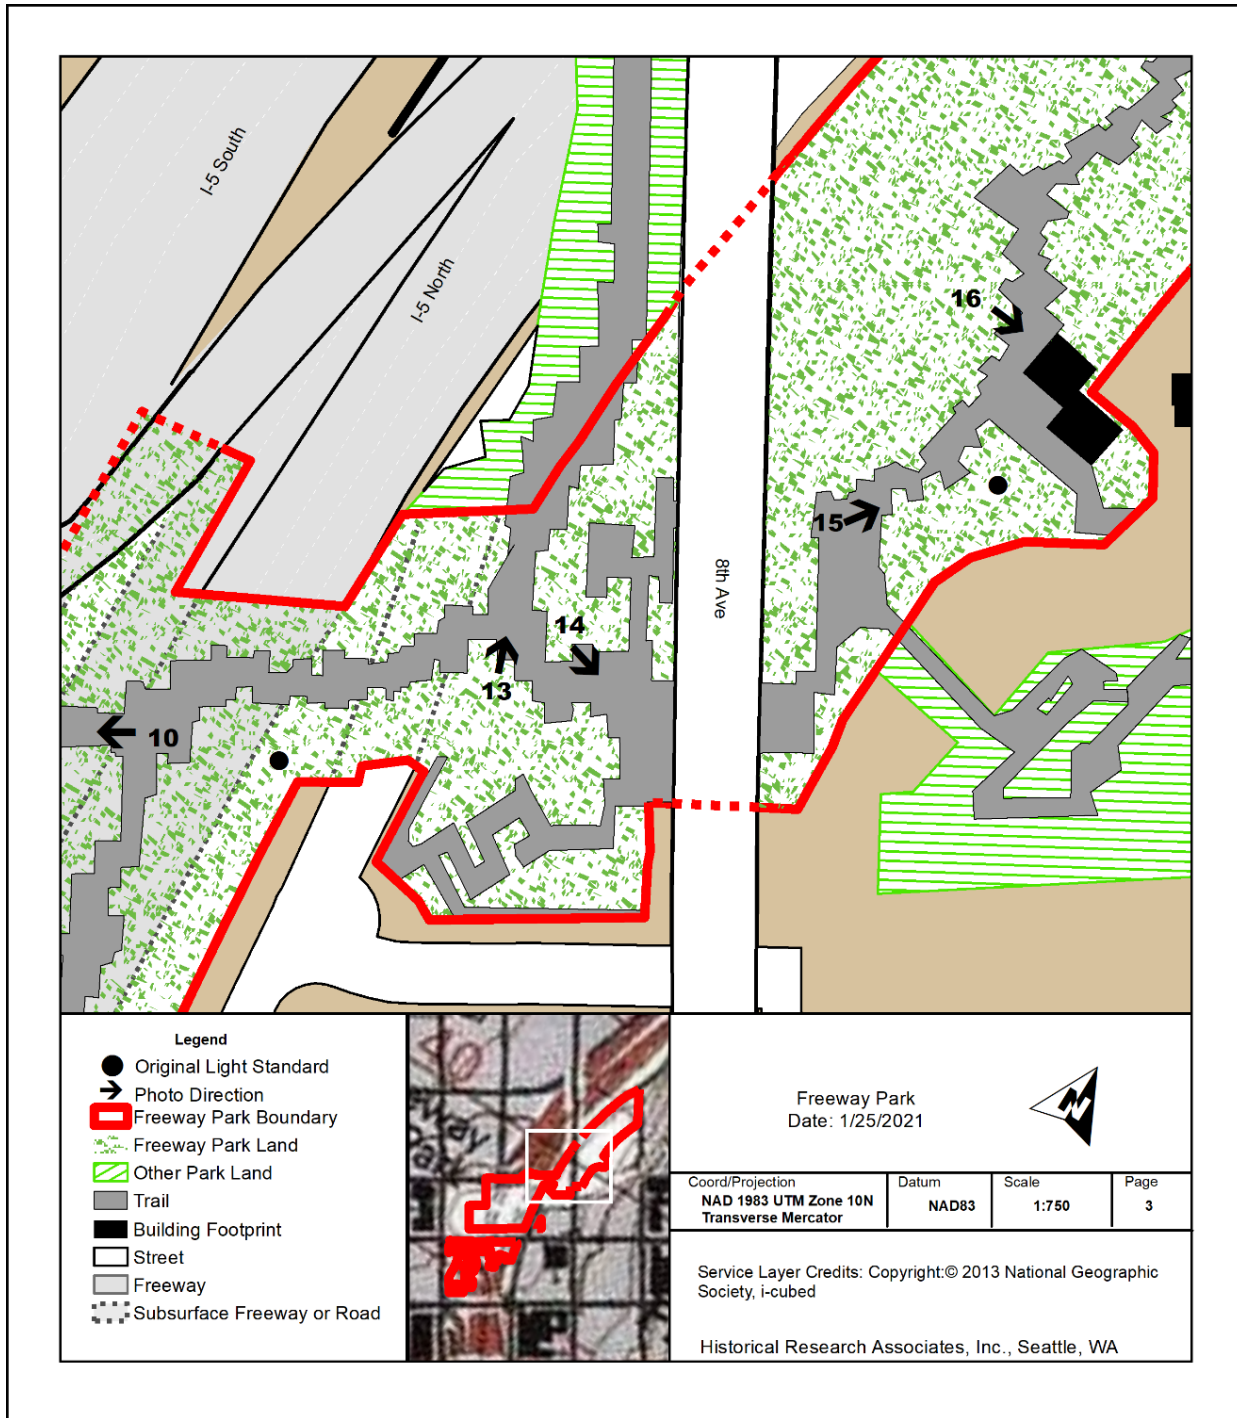 I-5 South
I-5 North
16
15
8th Ave
14
13
10
Legend
Original Light Standard
Photo Direction
Freeway Park Boundary
Freeway Park Land
Other Park Land
Trail
Building Footprint
Street
Freeway
Subsurface Freeway or Road
Freeway Park
Date: 1/25/2021
N
Coord/Projection
NAD 1983 UTM Zone 10N
Transverse Mercator
Datum
NAD83
Scale
1:750
Page
3
Service Layer Credits: Copyright:© 2013 National Geographic
Society, i-cubed
Historical Research Associates, Inc., Seattle, WA